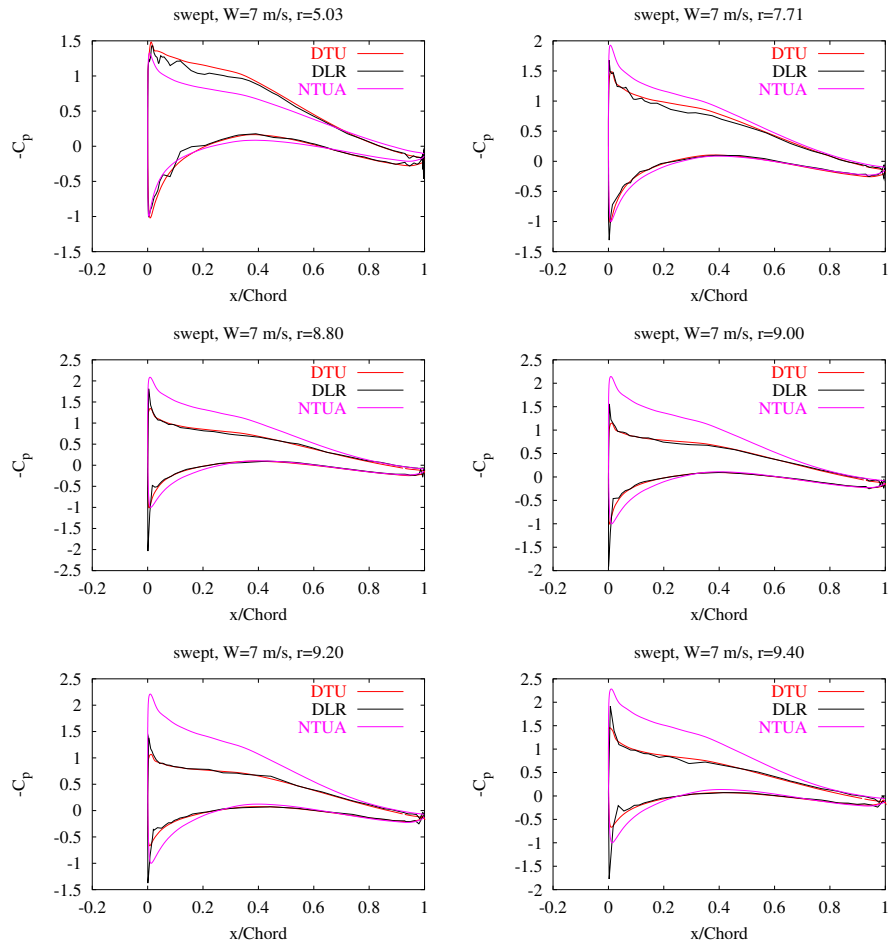 swept, W=7 m/s, r=5.03
1.5
1
0.5
0
-0.5
-1
-1.5
-C_p
-0.2 0 0.2 0.4 0.6 0.8 1
x/Chord
DTU
DLR
NTUA
swept, W=7 m/s, r=7.71
2
1.5
1
0.5
0
-0.5
-1
-1.5
-C_p
-0.2 0 0.2 0.4 0.6 0.8 1
x/Chord
DTU
DLR
NTUA
swept, W=7 m/s, r=8.80
2.5
2
1.5
1
0.5
0
-0.5
-1
-1.5
-2
-2.5
-C_p
-0.2 0 0.2 0.4 0.6 0.8 1
x/Chord
DTU
DLR
NTUA
swept, W=7 m/s, r=9.00
2.5
2
1.5
1
0.5
0
-0.5
-1
-1.5
-2
-C_p
-0.2 0 0.2 0.4 0.6 0.8 1
x/Chord
DTU
DLR
NTUA
swept, W=7 m/s, r=9.20
2.5
2
1.5
1
0.5
0
-0.5
-1
-1.5
-C_p
-0.2 0 0.2 0.4 0.6 0.8 1
x/Chord
DTU
DLR
NTUA
swept, W=7 m/s, r=9.40
2.5
2
1.5
1
0.5
0
-0.5
-1
-1.5
-2
-C_p
-0.2 0 0.2 0.4 0.6 0.8 1
x/Chord
DTU
DLR
NTUA